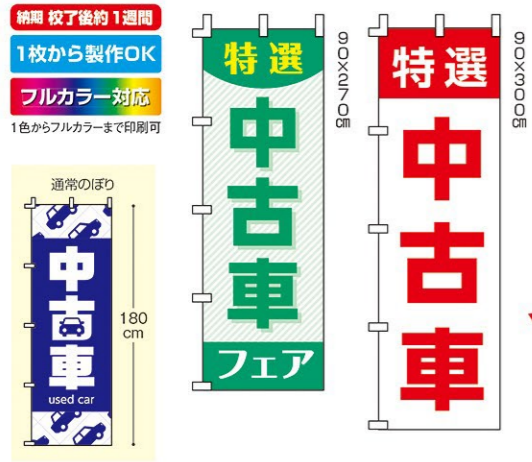 納期 校了後約1週間
1枚から製作OK
フルカラー対応
1色からフルカラーまで印刷可
通常のぼり
中古車
used car
180
cm
特選
中古車
フェア
90×270cm
特選
中古車
90×300cm